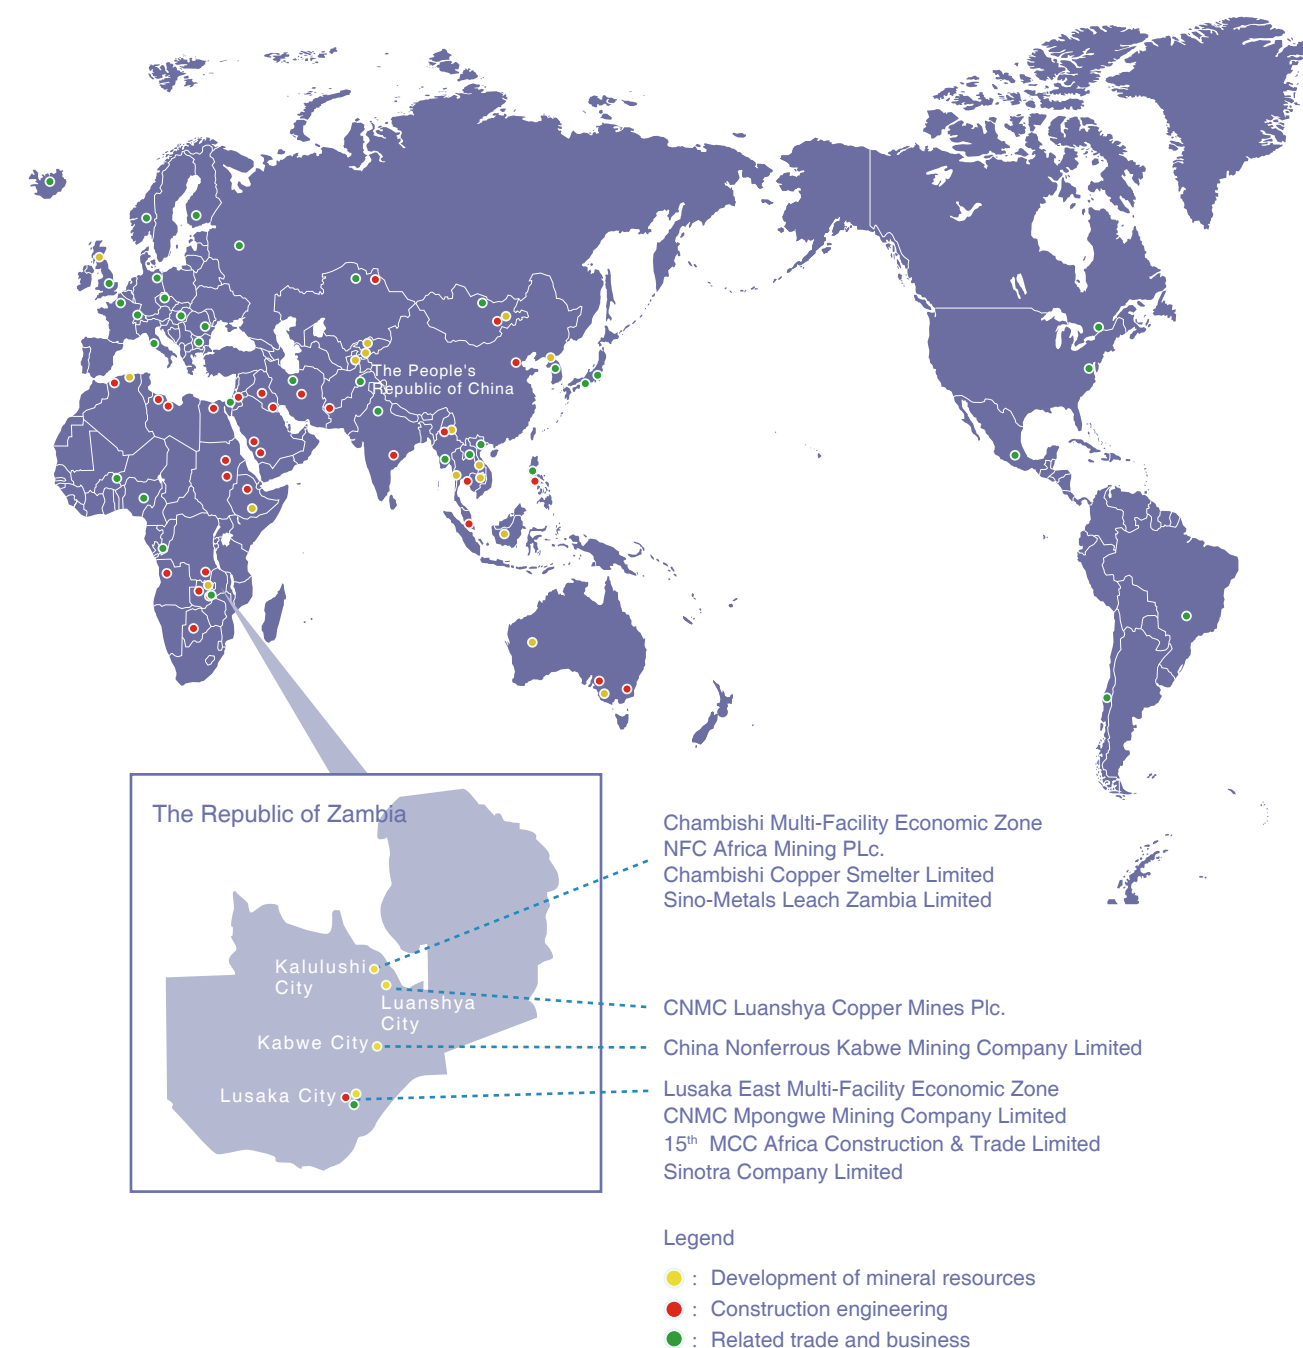 The People's
Republic of China
The Republic of Zambia
Chambishi Multi-Facility Economic Zone
NFC Africa Mining PLc.
Chambishi Copper Smelter Limited
Sino-Metals Leach Zambia Limited
Kalulushi
City
Luanshya
City
CNMC Luanshya Copper Mines Plc.
Kabwe City
China Nonferrous Kabwe Mining Company Limited
Lusaka City
Lusaka East Multi-Facility Economic Zone
CNMC Mpongwe Mining Company Limited
15th MCC Africa Construction & Trade Limited
Sinotra Company Limited
Legend
: Development of mineral resources
: Construction engineering
: Related trade and business